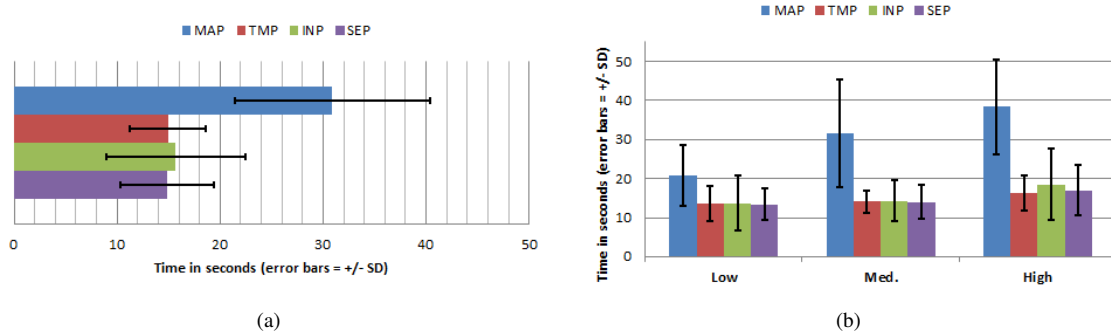 MAP TMP INP SEP
0 10 20 30 40 50
Time in seconds (error bars = +/- SD)
(a)
MAP TMP INP SEP
Time in seconds (error bars = +/- SD)
50
40
30
20
10
0
Low Med. High
(b)